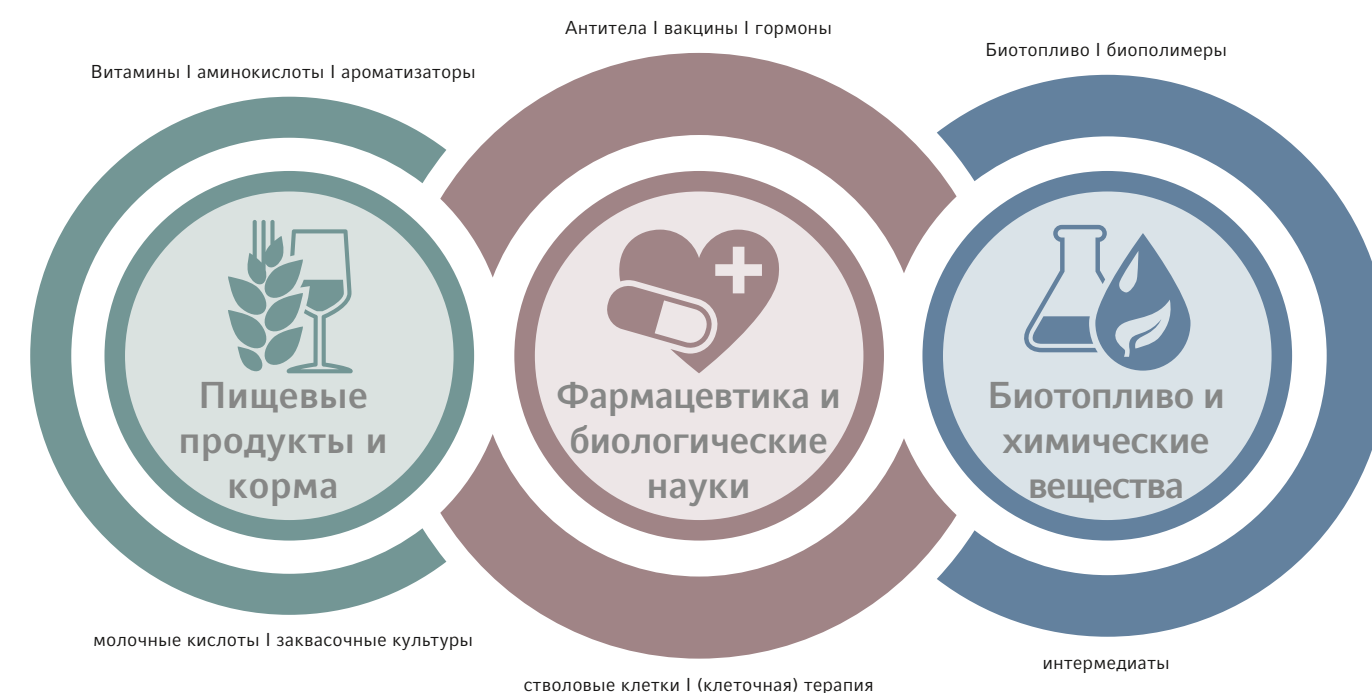 Антитела I вакцины I гормоны
Биотопливо I биополимеры
Витамины I аминокислоты I ароматизаторы
Пищевые
продукты и
корма
Фармацевтика и
биологические
науки
Биотопливо и
химические
вещества
молочные кислоты I заквасочные культуры
интермедиаты
стволовые клетки I (клеточная) терапия